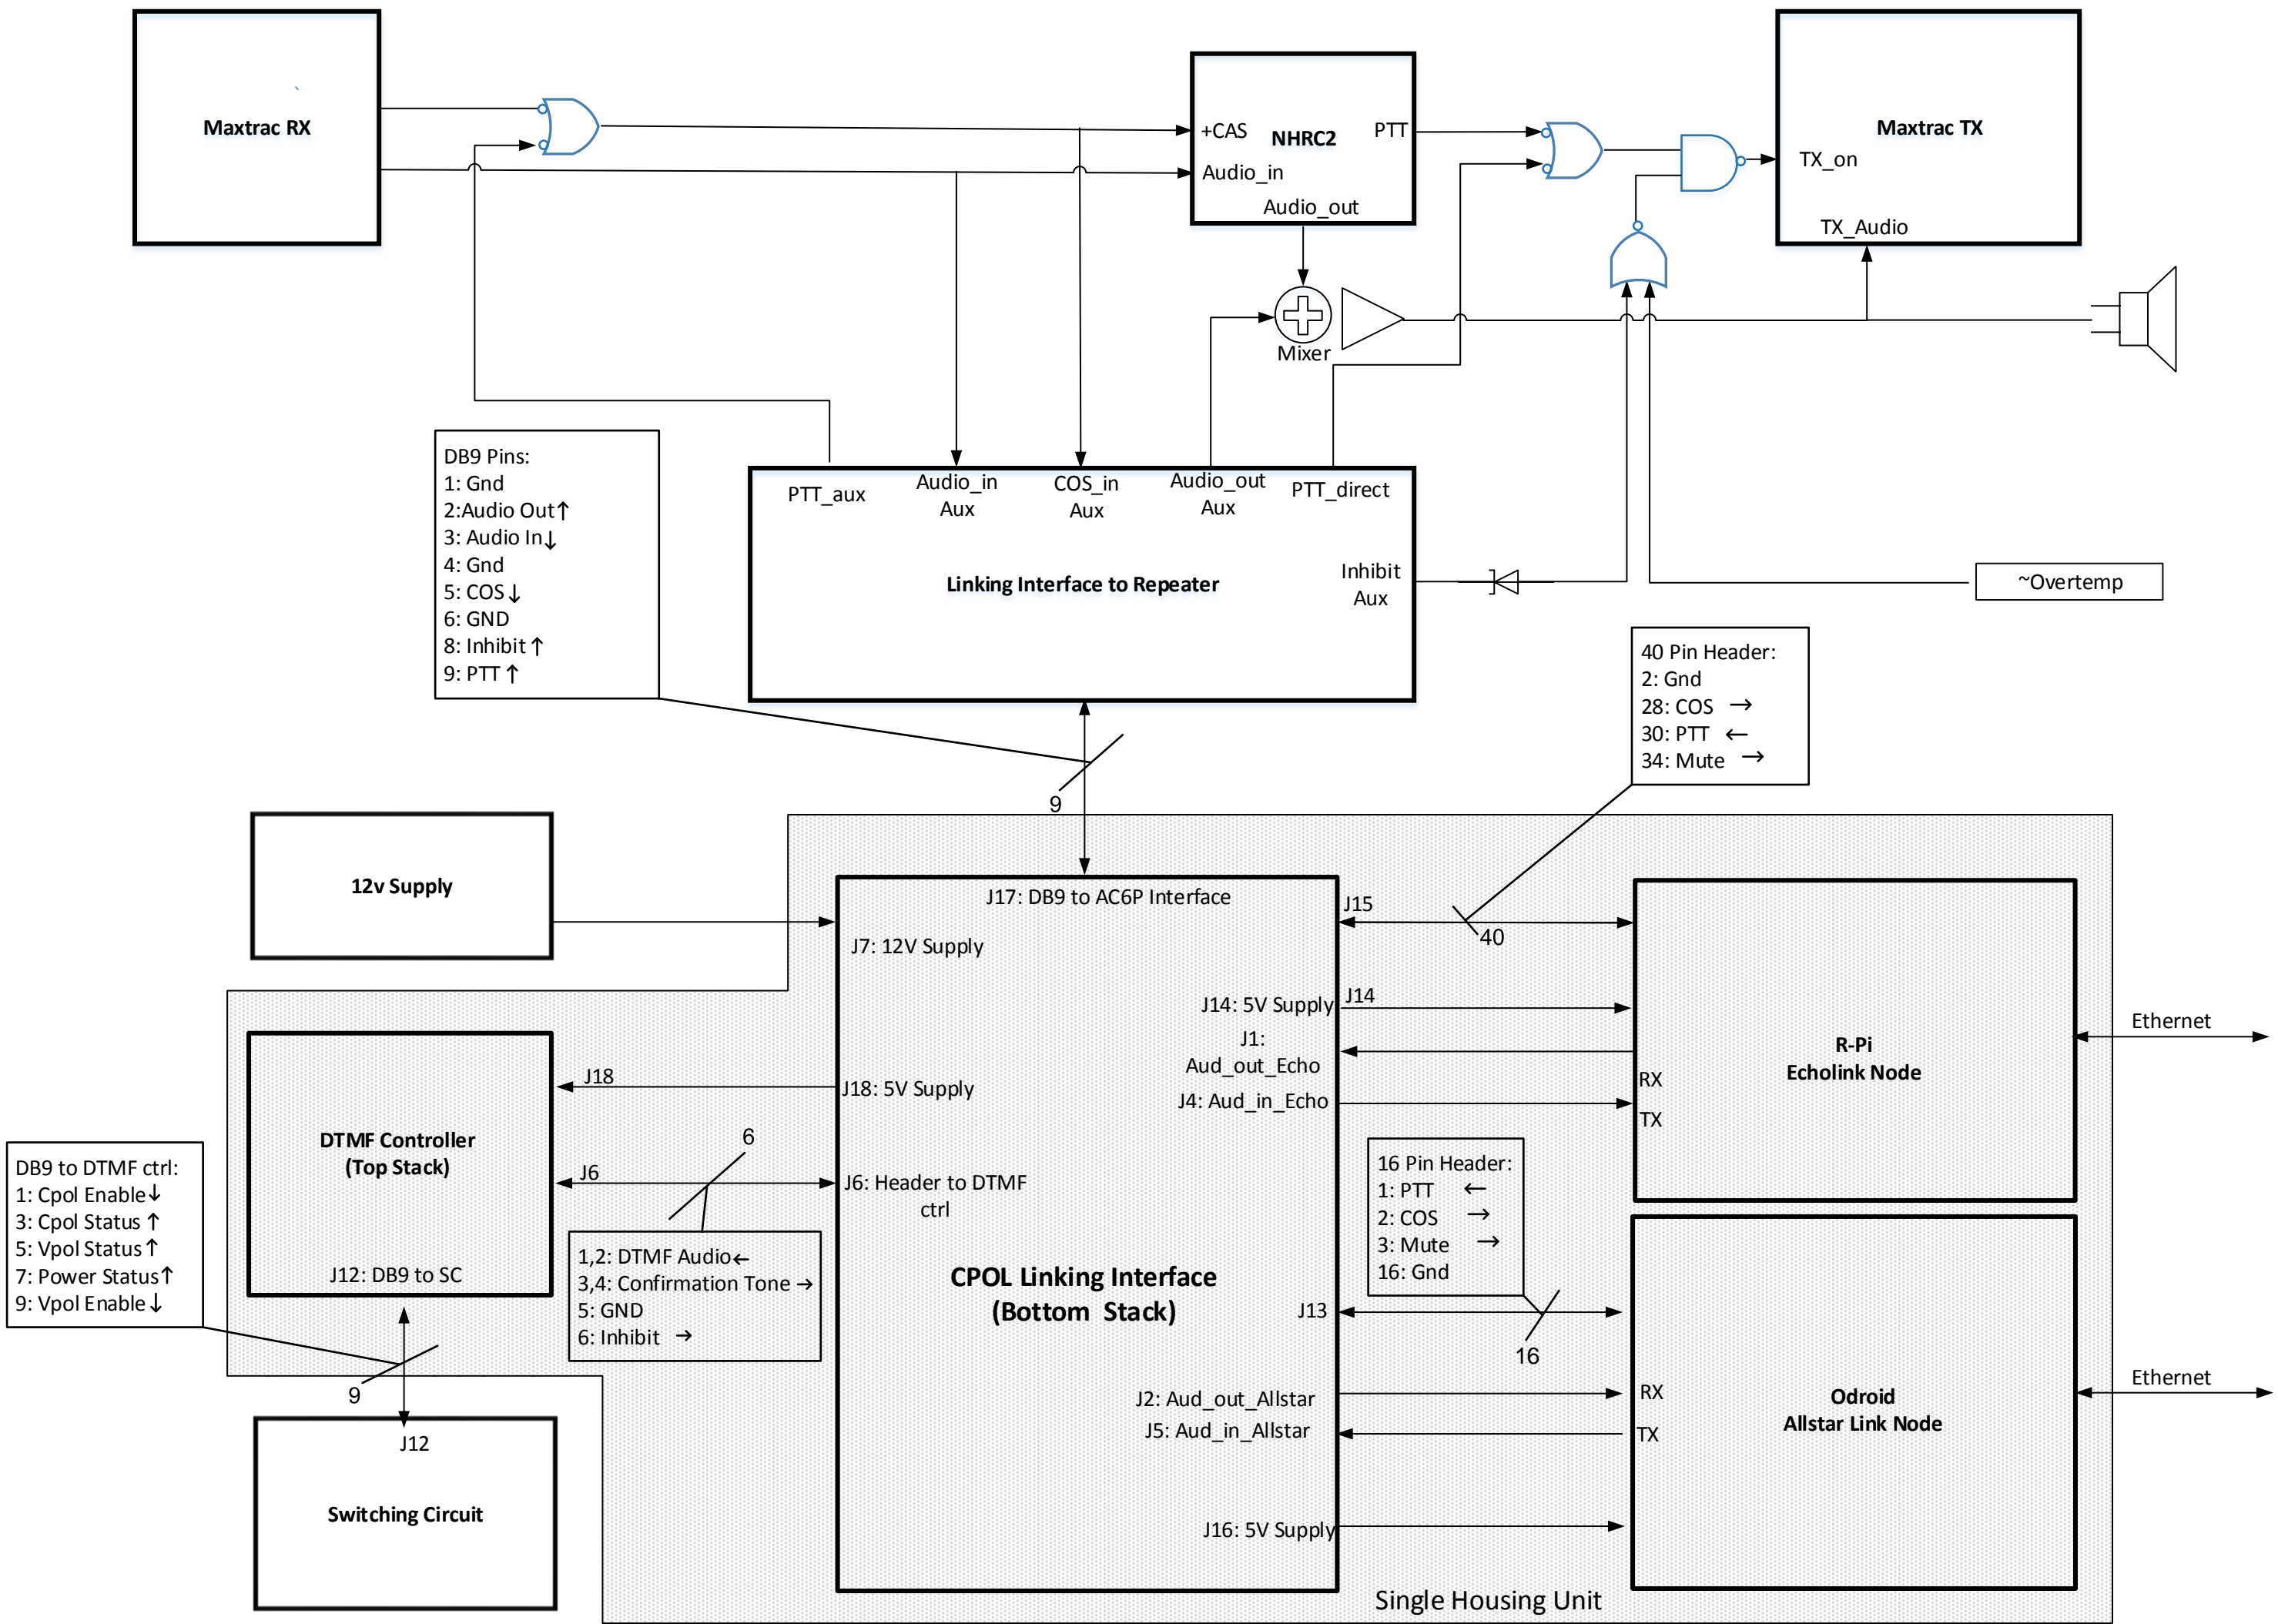 Maxtrac RX
+CAS
NHRC2
PTT
Audio_in
Audio_out
Maxtrac TX
TX_on
TX_Audio
Mixer
DB9 Pins:
1: Gnd
2:Audio Out↑
3: Audio In↓
4: Gnd
5: COS↓
6: GND
8: Inhibit ↑
9: PTT ↑
PTT_aux
Audio_in
Aux
COS_in
Aux
Audio_out
Aux
PTT_direct
Linking Interface to Repeater
Inhibit
Aux
~Overtemp
40 Pin Header:
2: Gnd
28: COS →
30: PTT ←
34: Mute →
9
12v Supply
J17: DB9 to AC6P Interface
J7: 12V Supply
J15
40
J14: 5V Supply
J14
J1:
Aud_out_Echo
J4: Aud_in_Echo
RX
TX
R-Pi
Echolink Node
Ethernet
J18
J18: 5V Supply
DTMF Controller
(Top Stack)
J12: DB9 to SC
6
J6
J6: Header to DTMF
ctrl
DB9 to DTMF ctrl:
1: Cpol Enable↓
3: Cpol Status ↑
5: Vpol Status↑
7: Power Status↑
9: Vpol Enable↓
1,2: DTMF Audio←
3,4: Confirmation Tone →
5: GND
6: Inhibit →
CPOL Linking Interface
(Bottom Stack)
16 Pin Header:
1: PTT ←
2: COS →
3: Mute →
16: Gnd
J13
16
9
J2: Aud_out_Allstar
J5: Aud_in_Allstar
RX
TX
Odroid
Allstar Link Node
Ethernet
J12
Switching Circuit
J16: 5V Supply
Single Housing Unit